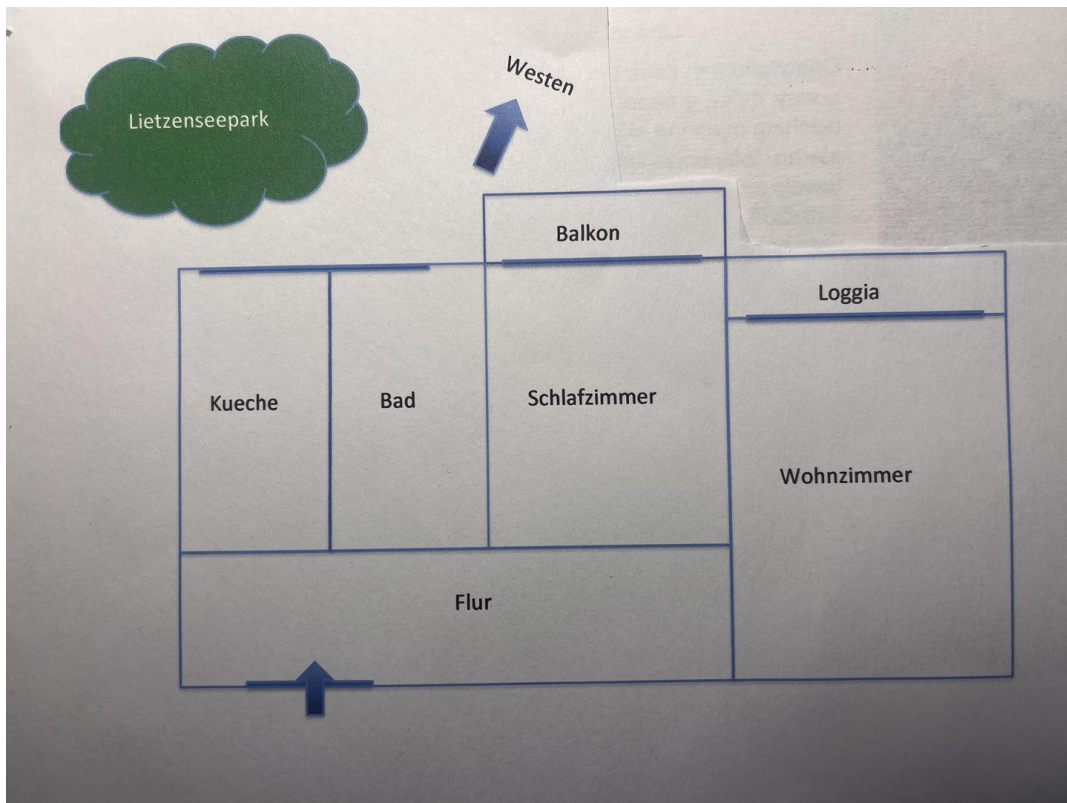 Westen
Lietzenseepark
Balkon
Loggia
Kueche
Bad
Schlafzimmer
Wohnzimmer
Flur